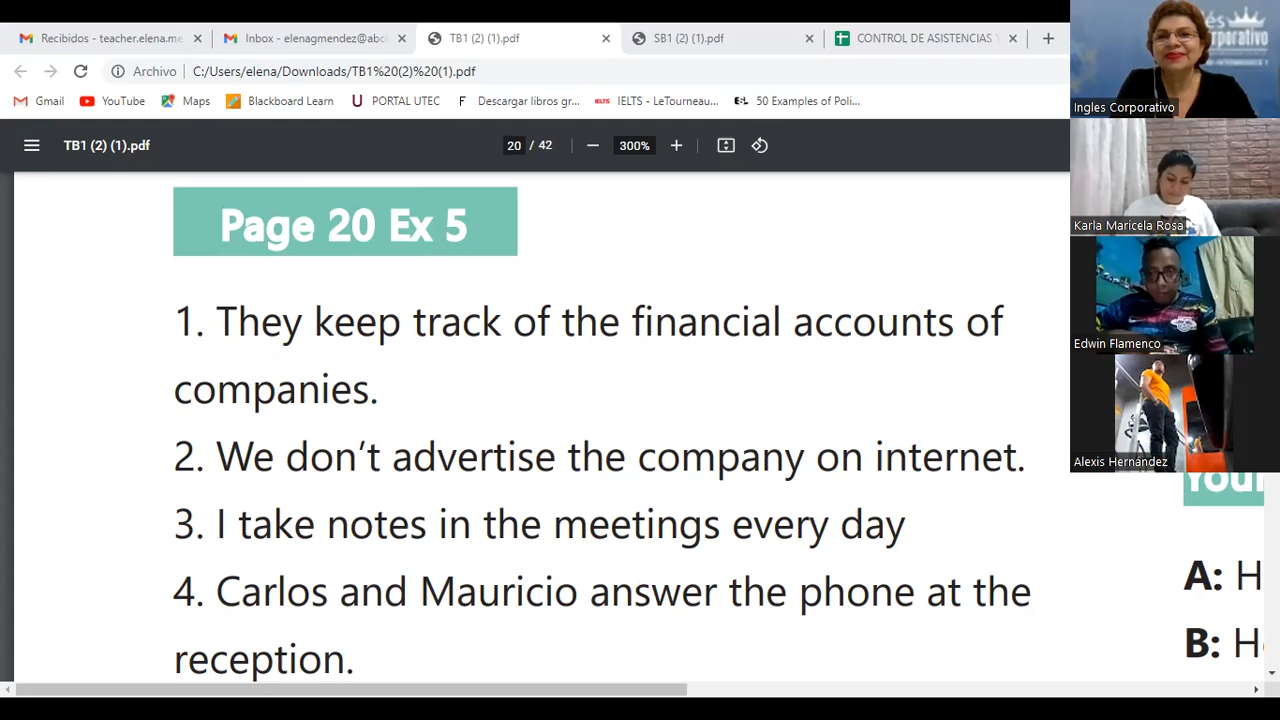 Recibidos - teacher.elena.me
Inbox - elenagmendez@abc
TB1 (2) (1).pdf
SB1 (2) (1).pdf
CONTROL DE ASISTENCIAS
Archivo
C:/Users/elena/Downloads/TB1%20(2)%20(1).pdf
Gmail
YouTube
Maps
Blackboard Learn
PORTAL UTEC
Descargar libros gr...
IELTS - LeTourneau...
50 Examples of Poli...
TB1 (2) (1).pdf
20 / 42
300%
Page 20 Ex 5
1. They keep track of the financial accounts of
companies.
2. We don't advertise the company on internet.
3. I take notes in the meetings every day
4. Carlos and Mauricio answer the phone at the
reception.
A: H
B: H
Ingles Corporativo
Karla Maricela Rosa
Edwin Flamenco
Alexis Hernández